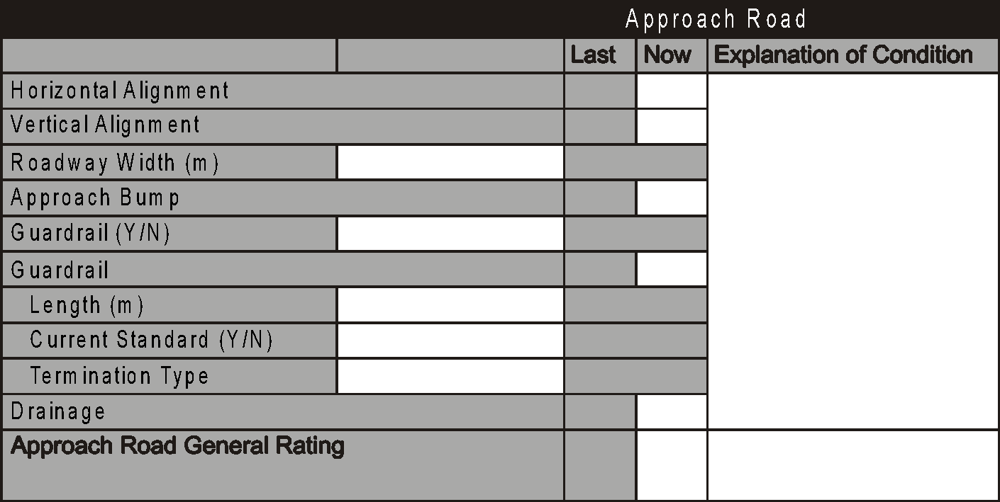 Approach Road
Last Now Explanation of Condition
Horizontal Alignment
Vertical Alignment
Roadway Width (m)
Approach Bump
Guardrail (Y/N)
Guardrail
Length (m)
Current Standard (Y/N)
Termination Type
Drainage
Approach Road General Rating